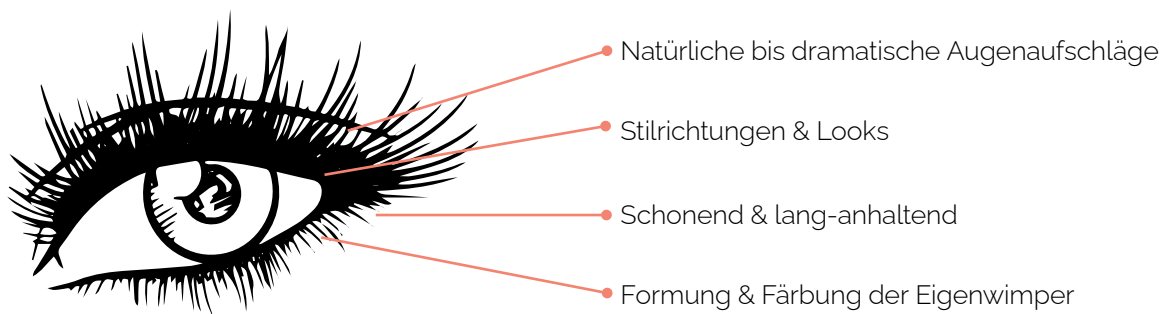 Natürliche bis dramatische Augenaufschläge
Stilrichtungen & Looks
Schonend & lang-anhaltend
Formung & Färbung der Eigenwimper